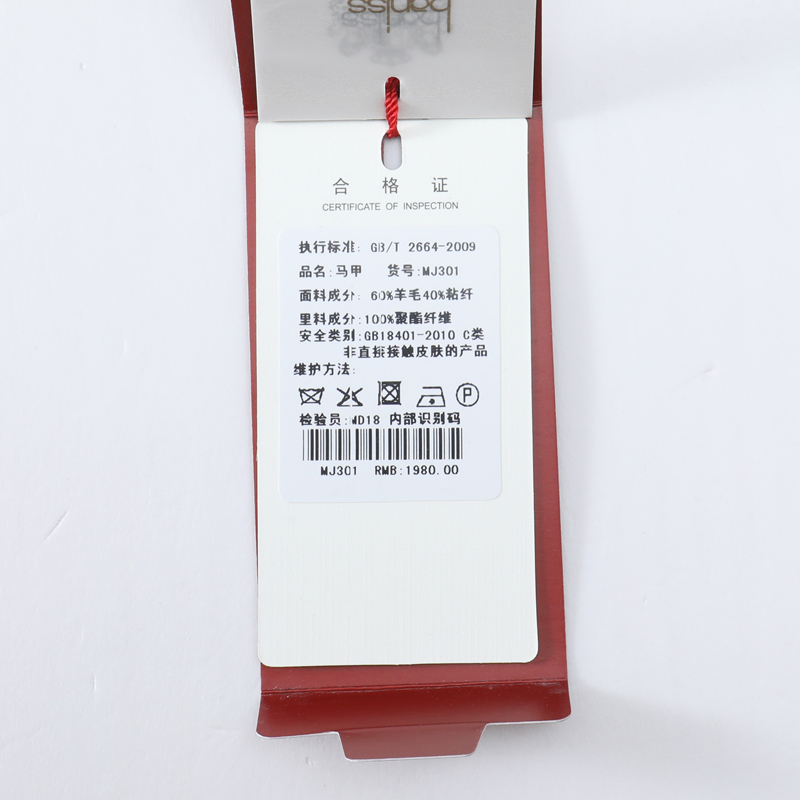 baniss
合格证
CERTIFICATE OF INSPECTION
执行标准: GB/T 2664-2009
品名:马甲 货号:MJ301
面料成分: 60%羊毛40%粘纤
里料成分:100%聚酯纤维
安全类别:GB18401-2010 C类
非直接接触皮肤的产品
维护方法:
P
检验员:WD18 内部识别码
MJ301 RMB:1980.00